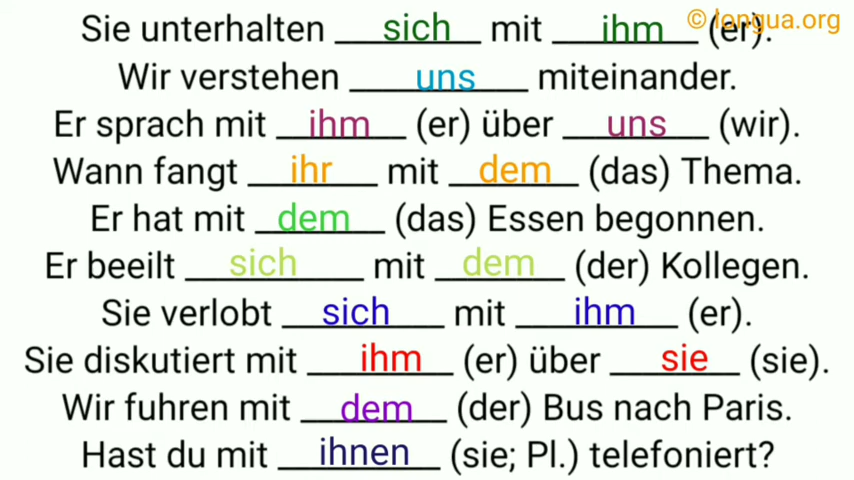 © longua.org
Sie unterhalten sich mit ihm (er).
Wir verstehen uns miteinander.
Er sprach mit ihm (er) über uns (wir).
Wann fangt ihr mit dem (das) Thema.
Er hat mit dem (das) Essen begonnen.
Er beeilt sich mit dem (der) Kollegen.
Sie verlobt sich mit ihm (er).
Sie diskutiert mit ihm (er) über sie (sie).
Wir fuhren mit dem (der) Bus nach Paris.
Hast du mit ihnen (sie; Pl.) telefoniert?